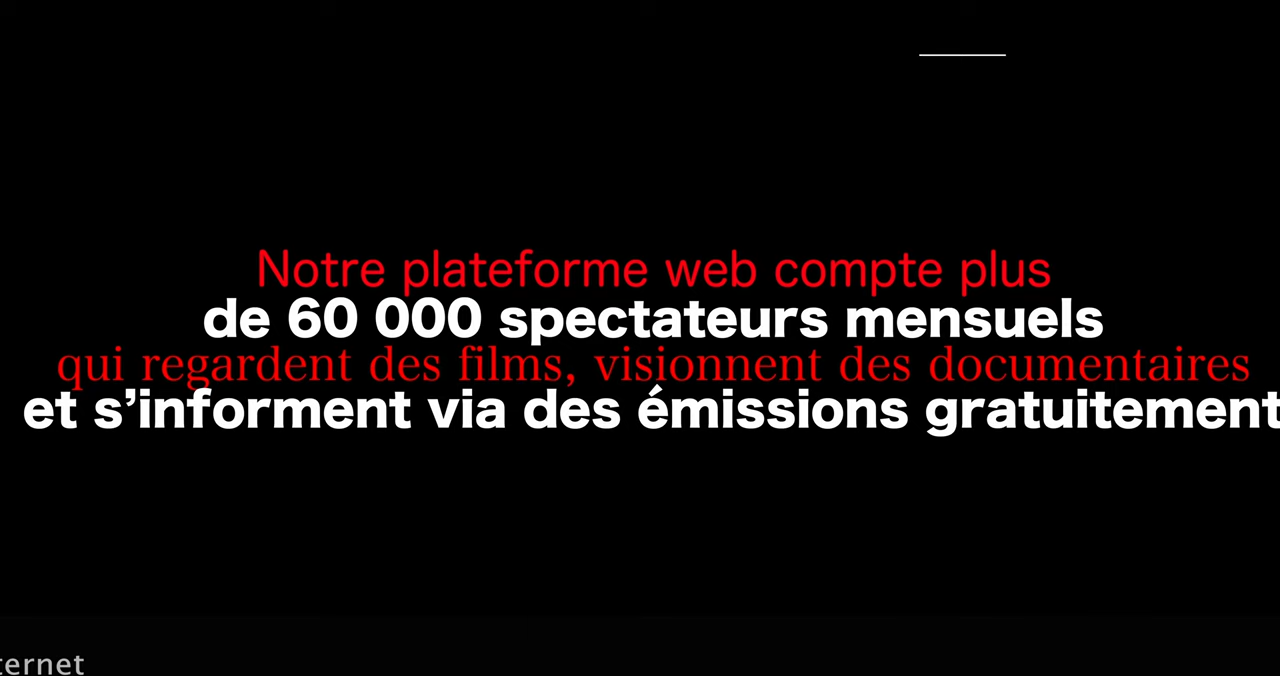 Notre plateforme web compte plus
de 60 000 spectateurs mensuels
qui regardent des films, visionnent des documentaires
et s’informent via des émissions gratuitement